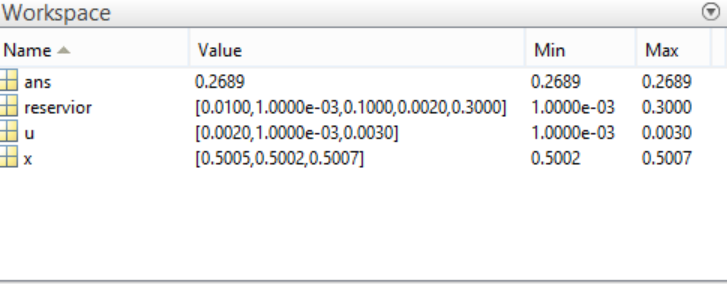 Workspace
Name Value Min Max
ans 0.2689 0.2689 0.2689
reservior [0.0100,1.0000e-03,0.1000,0.0020,0.3000] 1.0000e-03 0.3000
u [0.0020,1.0000e-03,0.0030] 1.0000e-03 0.0030
x [0.5005,0.5002,0.5007] 0.5002 0.5007